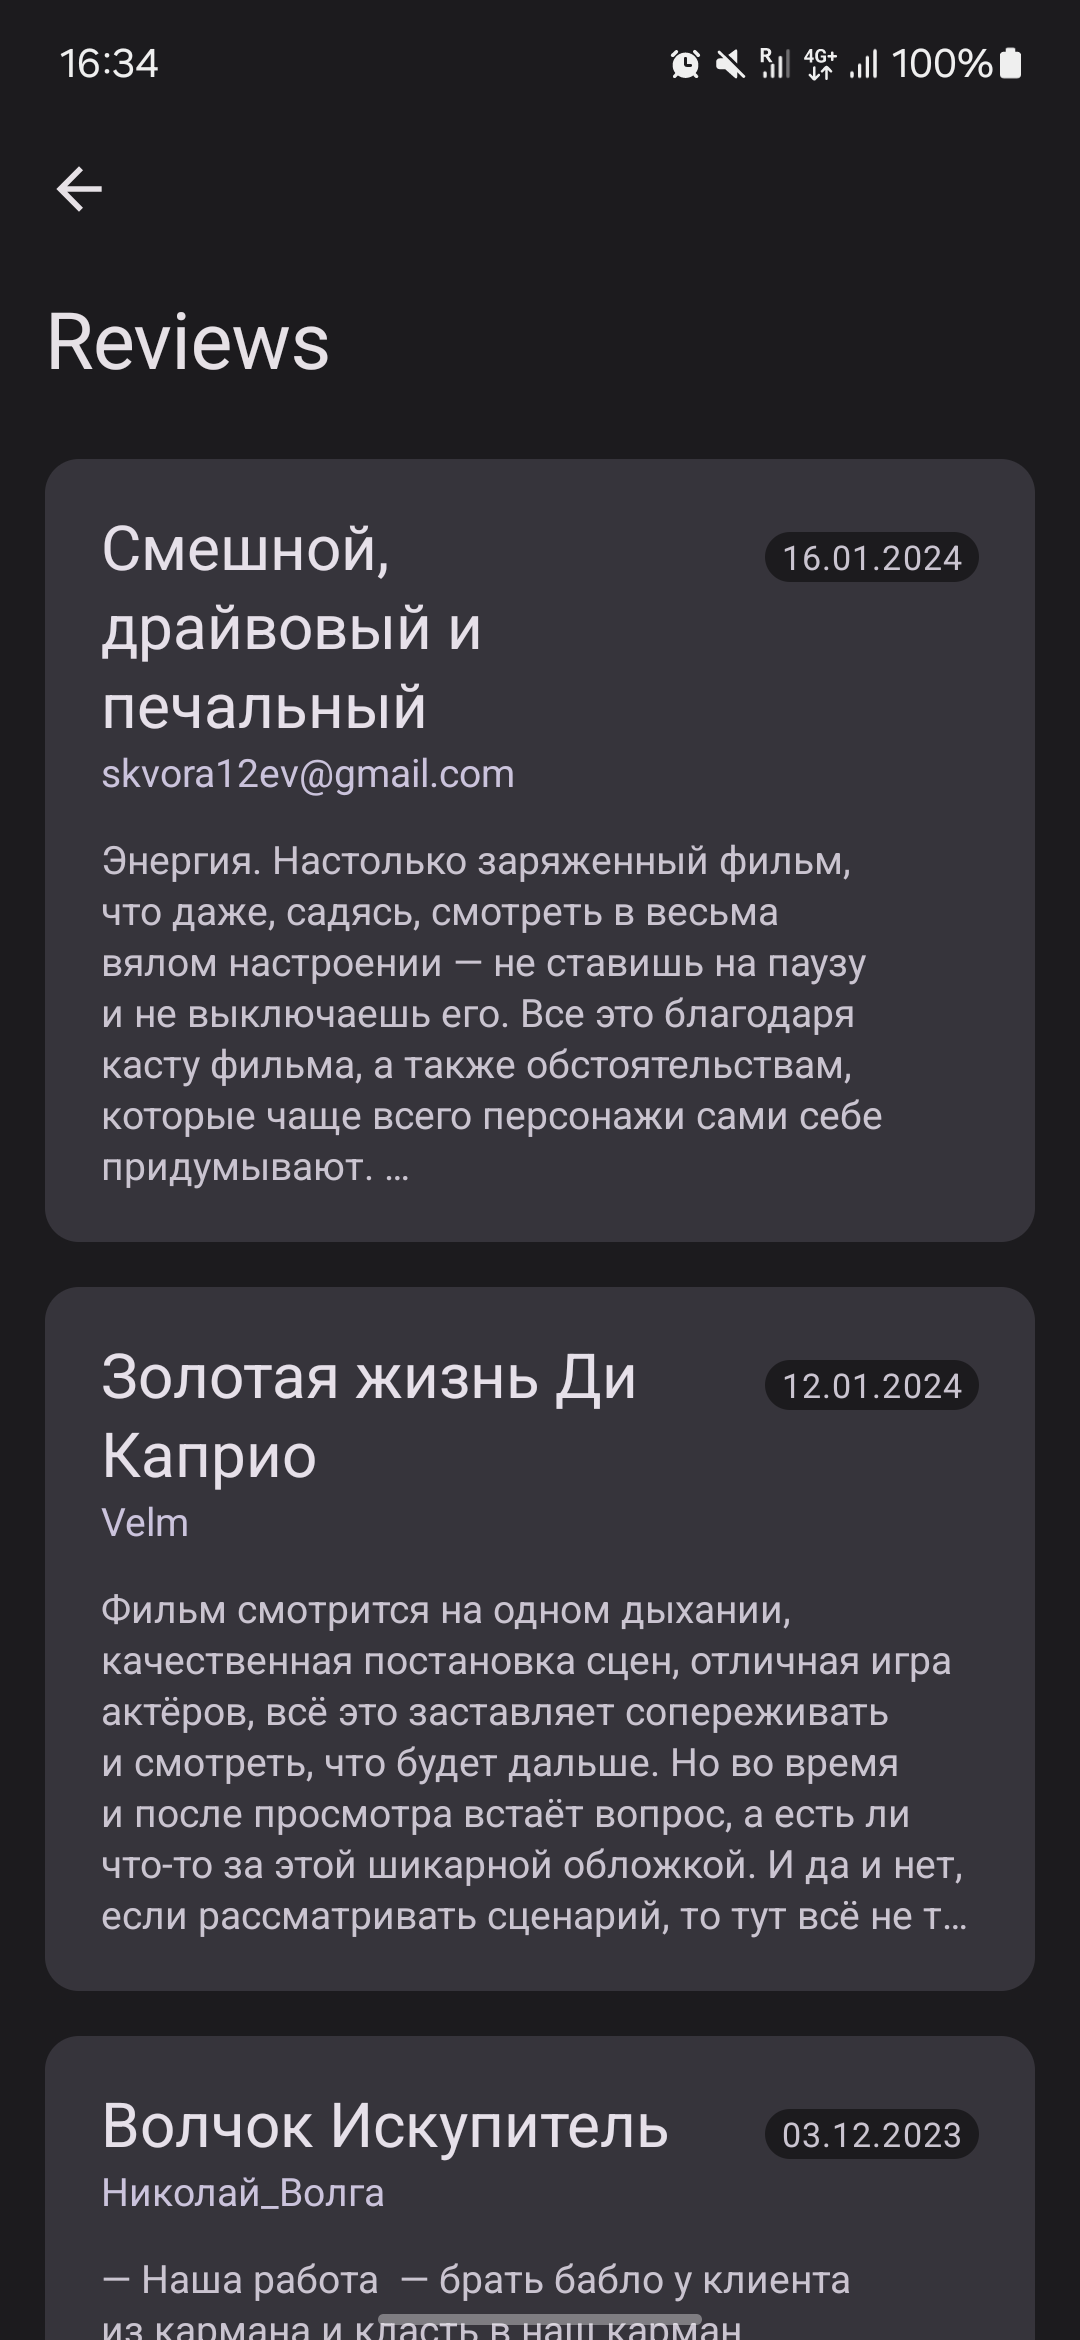 16:34
R 4G+ 100%
Reviews
Смешной,
драйвовый и
печальный
16.01.2024
skvora12ev@gmail.com
Энергия. Настолько заряженный фильм,
что даже, садясь, смотреть в весьма
вялом настроении — не ставишь на паузу
и не выключаешь его. Все это благодаря
касту фильма, а также обстоятельствам,
которые чаще всего персонажи сами себе
придумывают. ...
Золотая жизнь Ди
Каприо
12.01.2024
Velm
Фильм смотрится на одном дыхании,
качественная постановка сцен, отличная игра
актёров, всё это заставляет сопереживать
и смотреть, что будет дальше. Но во время
и после просмотра встаёт вопрос, а есть ли
что-то за этой шикарной обложкой. И да и нет,
если рассматривать сценарий, то тут всё не т...
Волчок Искупитель
03.12.2023
Николай_Волга
— Наша работа — брать бабло у клиента
из кармана и класть в наш карман